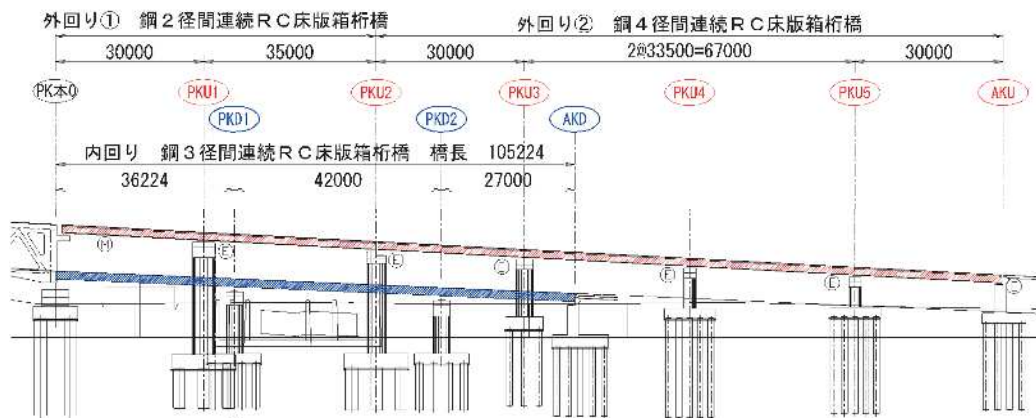 外回り① 鋼2径間連続RC床版箱桁橋
外回り② 鋼4径間連続RC床版箱桁橋
30000 35000 30000 2@33500=67000 30000
PK本0 PKU1 PKU2 PKU3 PKU4 PKU5 AKU
PKD1 PKD2 AKD
内回り 鋼3径間連続RC床版箱桁橋 橋長 105224
36224 42000 27000
Ⓜ Ⓔ Ⓔ Ⓔ Ⓔ